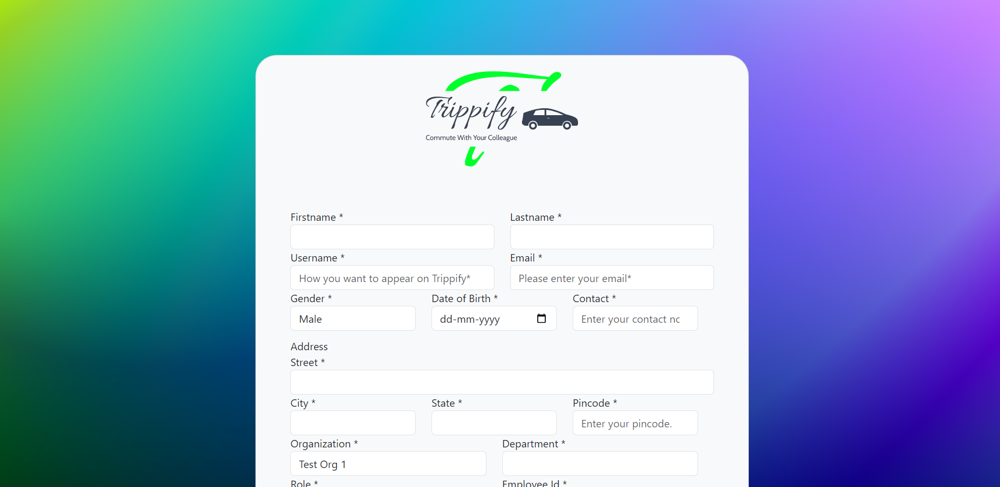 Trippify
Commute With Your Colleague
Firstname * Lastname *
Username * Email *
How you want to appear on Trippify* Please enter your email*
Gender * Date of Birth * Contact *
Male dd-mm-yyyy Enter your contact nc
Address
Street *
City * State * Pincode *
Enter your pincode.
Organization * Department *
Test Org 1
Role * Employee Id *